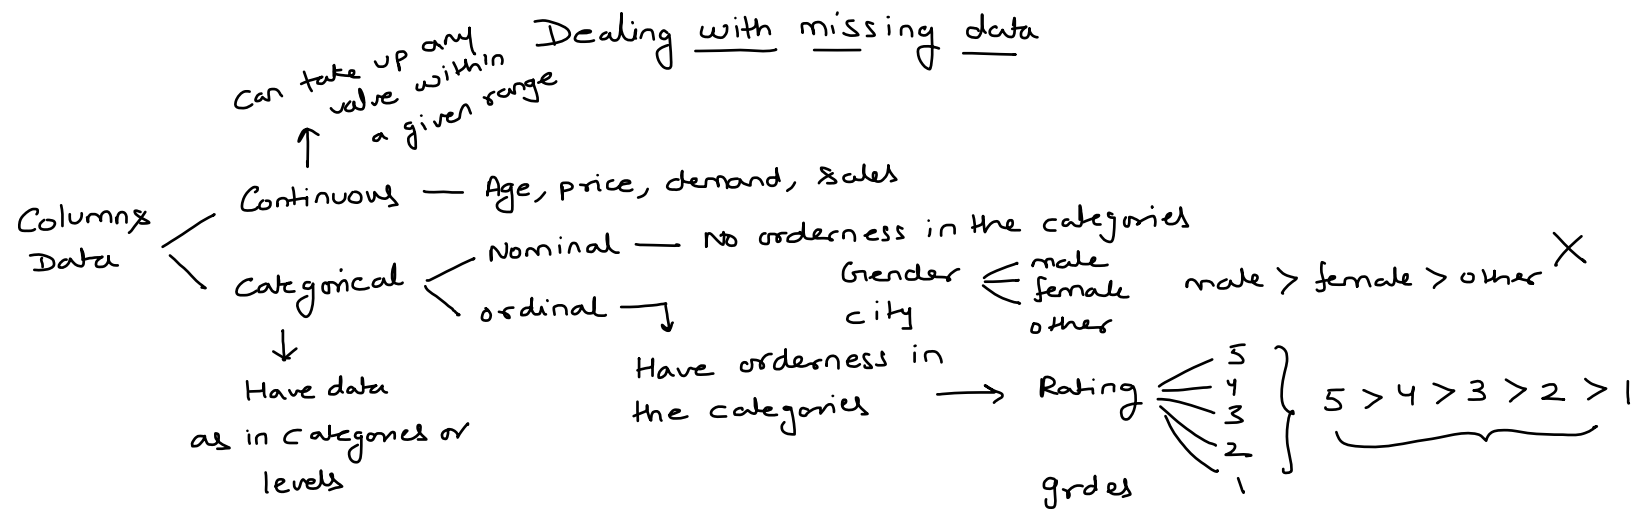 Dealing with missing data
Can take up any
value within
a given range
Columns
Data
Continuous — Age, price, demand, sales
Categorical
Nominal — No orderness in the categories
Gender
city
male
female
other
male > female > other X
ordinal
Have data
as in categories or
levels
Have orderness in
the categories
Rating
5
4
3
2
1
5 > 4 > 3 > 2 > 1
grdes